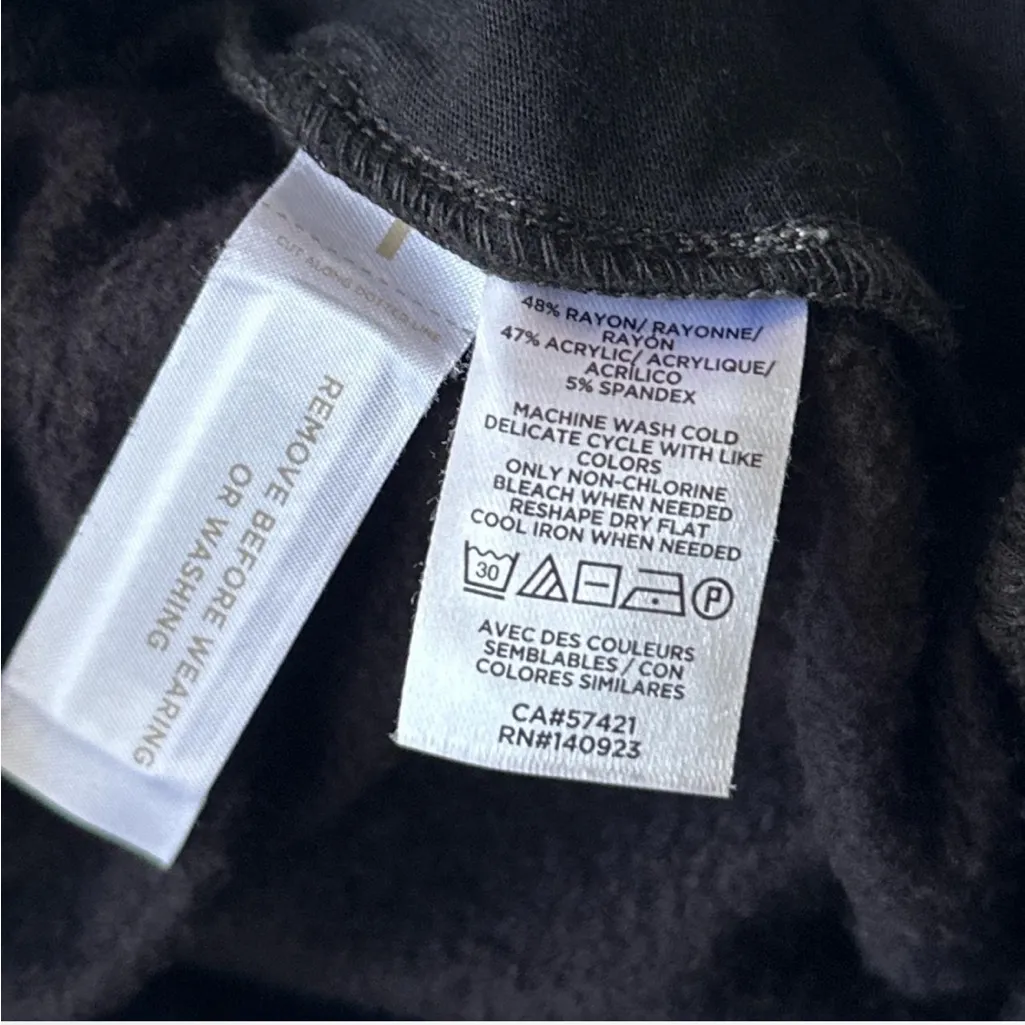 CUT ALONG DOTTED LINE
REMOVE BEFORE WEARING
OR WASHING
48% RAYON/ RAYONNE/
RAYÓN
47% ACRYLIC/ ACRYLIQUE/
ACRÍLICO
5% SPANDEX
MACHINE WASH COLD
DELICATE CYCLE WITH LIKE
COLORS
ONLY NON-CHLORINE
BLEACH WHEN NEEDED
RESHAPE DRY FLAT
COOL IRON WHEN NEEDED
30 P
AVEC DES COULEURS
SEMBLABLES / CON
COLORES SIMILARES
CA#57421
RN#140923